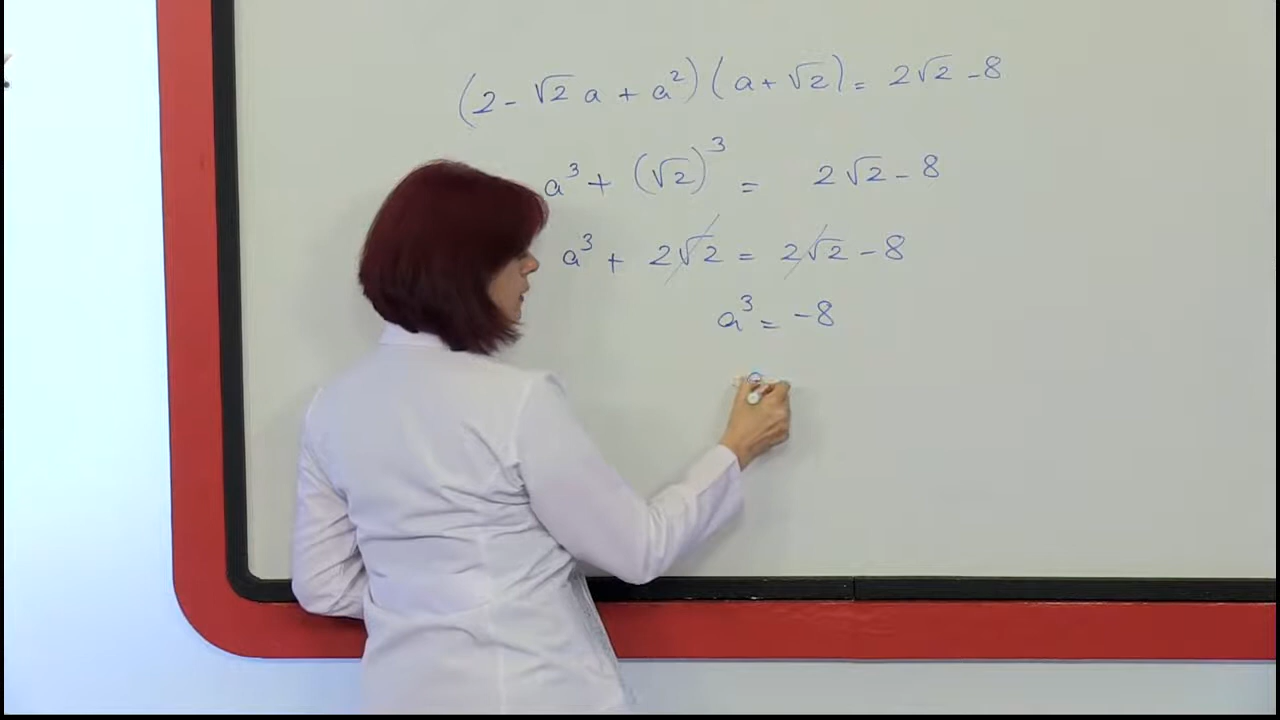 (2 - √2 a + a²)(a + √2) = 2√2 - 8
a³ + (√2)³ = 2√2 - 8
a³ + 2√2 = 2√2 - 8
a³ = -8